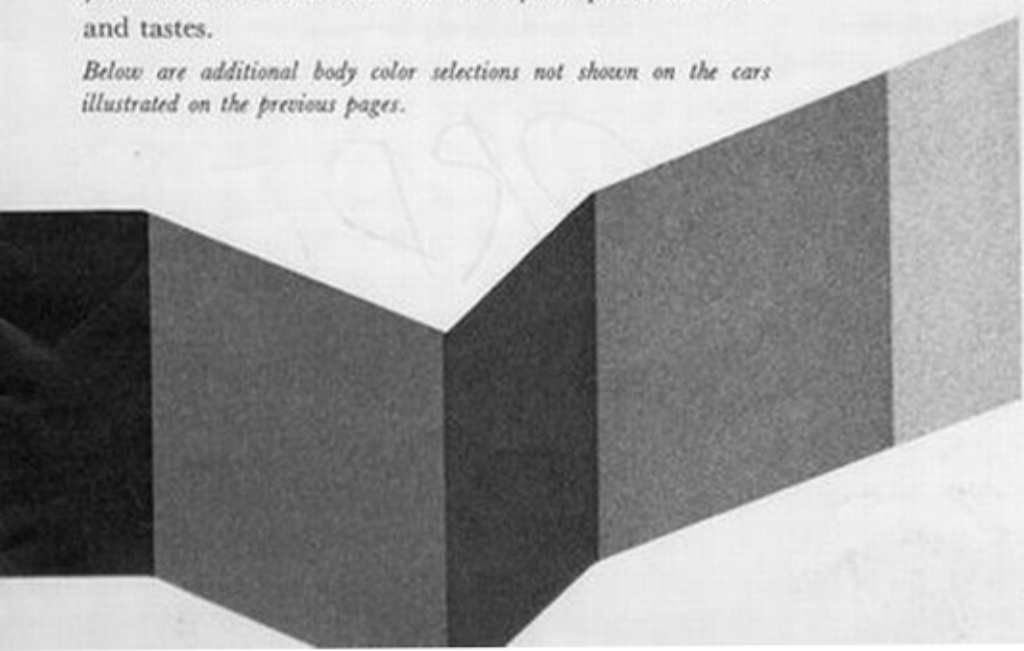 and tastes.
Below are additional body color selections not shown on the cars
illustrated on the previous pages.